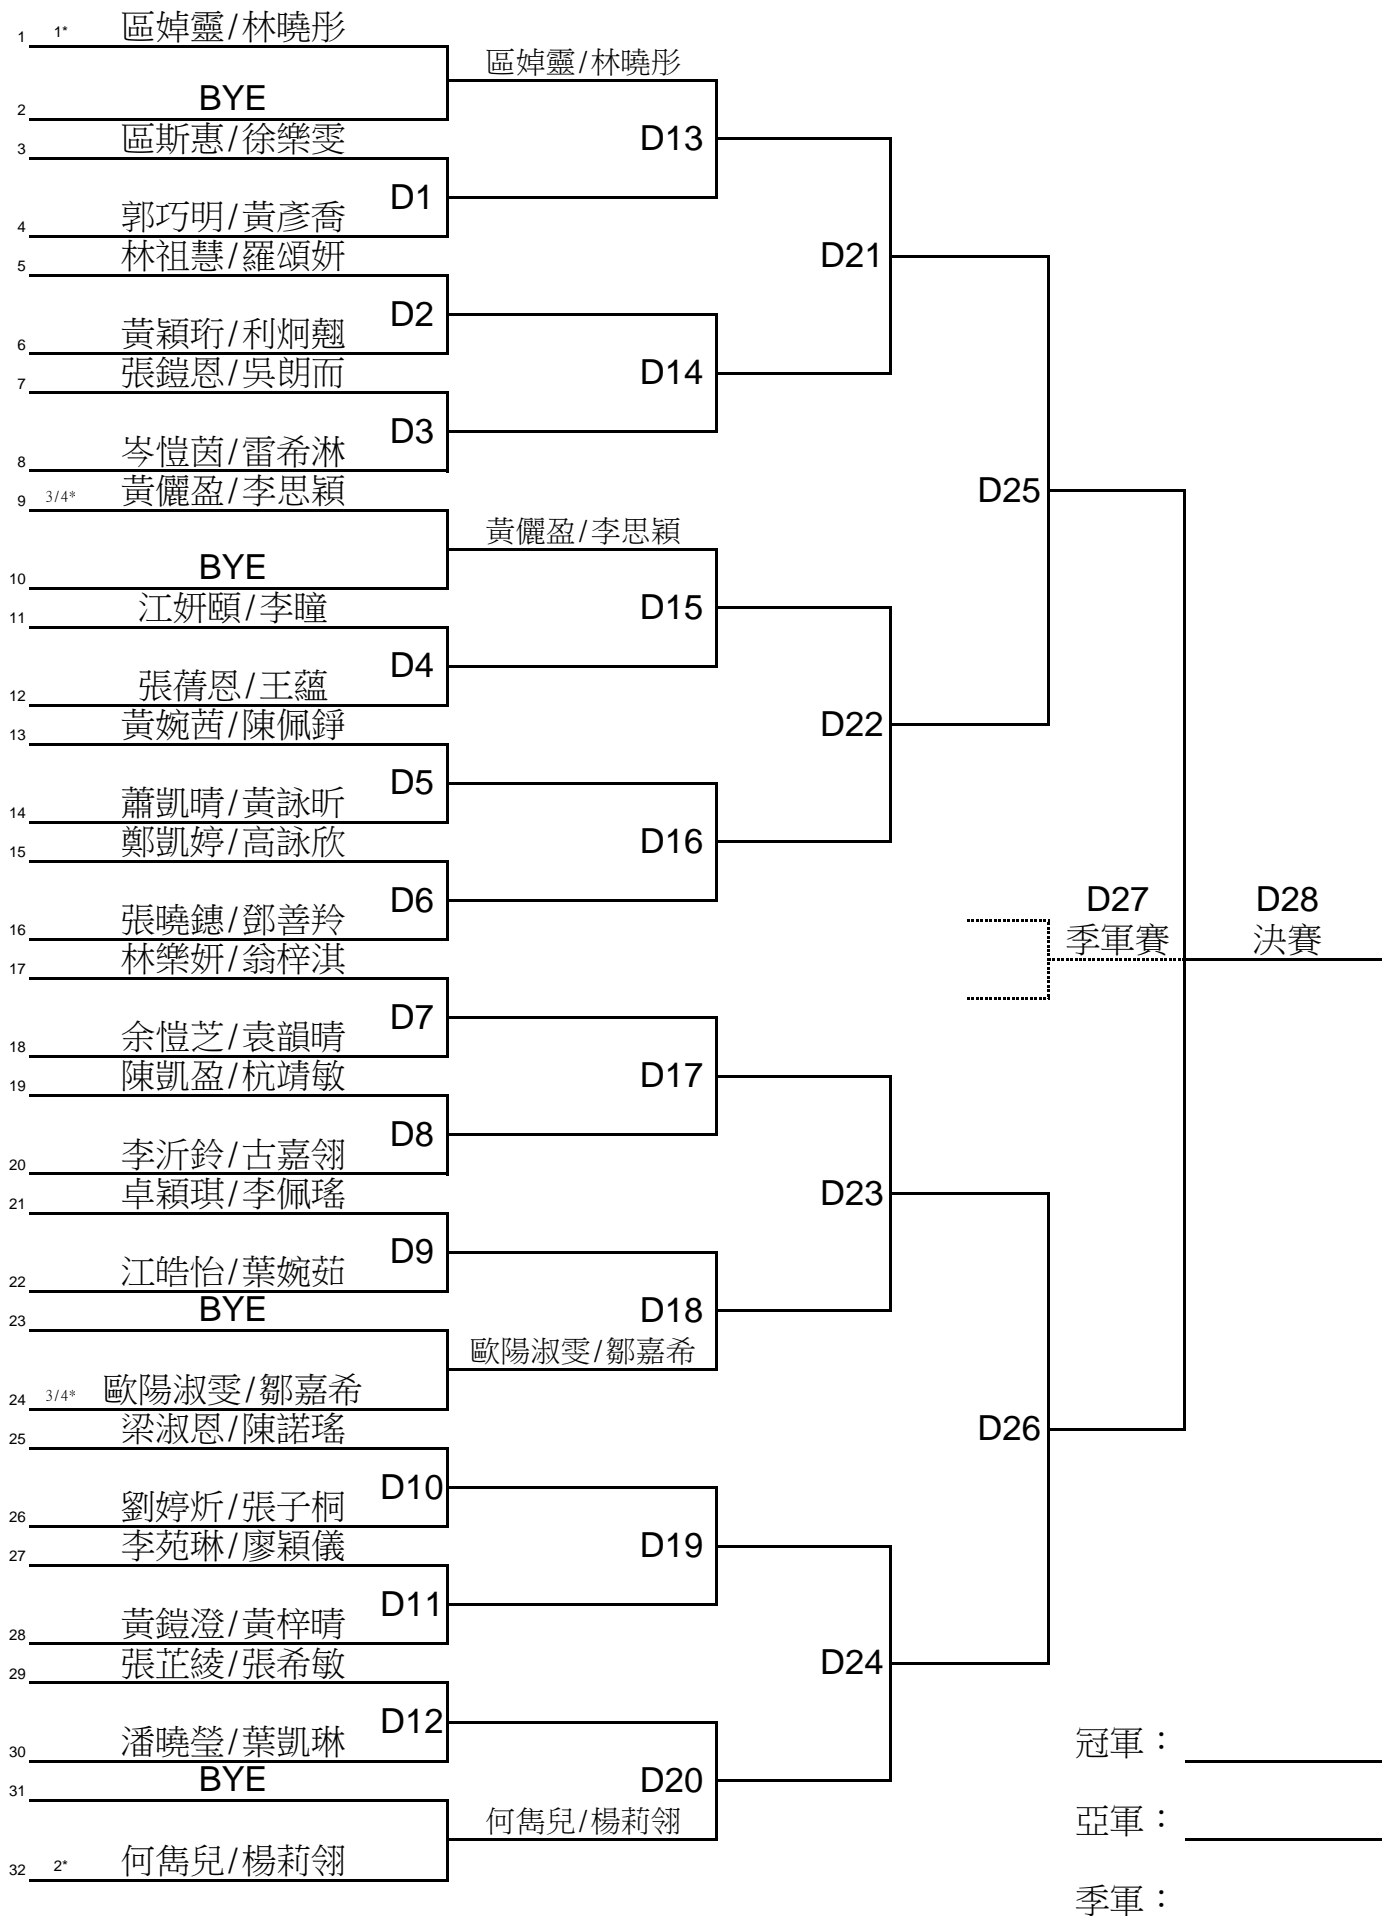 1 1* 區婥靈/林曉彤
區婥靈/林曉彤
2 BYE
3 區斯惠/徐樂雯
D13
D1
4 郭巧明/黃彥喬
5 林祖慧/羅頌妍
D21
D2
6 黃穎珩/利炯翹
7 張鎧恩/吳朗而
D14
D3
8 岑愷茵/雷希淋
9 3/4* 黃儷盈/李思穎
D25
黃儷盈/李思穎
10 BYE
11 江妍頤/李瞳
D15
D4
12 張蒨恩/王蘊
13 黃婉茜/陳佩錚
D22
D5
14 蕭凱晴/黃詠昕
15 鄭凱婷/高詠欣
D16
D6
D27 D28
16 張曉鏸/鄧善羚
季軍賽 決賽
17 林樂妍/翁梓淇
D7
18 余愷芝/袁韻晴
19 陳凱盈/杭靖敏
D17
D8
20 李沂鈴/古嘉翎
21 卓穎琪/李佩瑤
D23
D9
22 江皓怡/葉婉茹
23 BYE
D18
歐陽淑雯/鄒嘉希
24 3/4* 歐陽淑雯/鄒嘉希
25 梁淑恩/陳諾瑤
D26
D10
26 劉婷炘/張子桐
27 李苑琳/廖穎儀
D19
D11
28 黃鎧澄/黃梓晴
29 張芷綾/張希敏
D24
D12
30 潘曉瑩/葉凱琳
冠軍：
31 BYE
D20
何雋兒/楊莉翎
亞軍：
32 2* 何雋兒/楊莉翎
季軍：